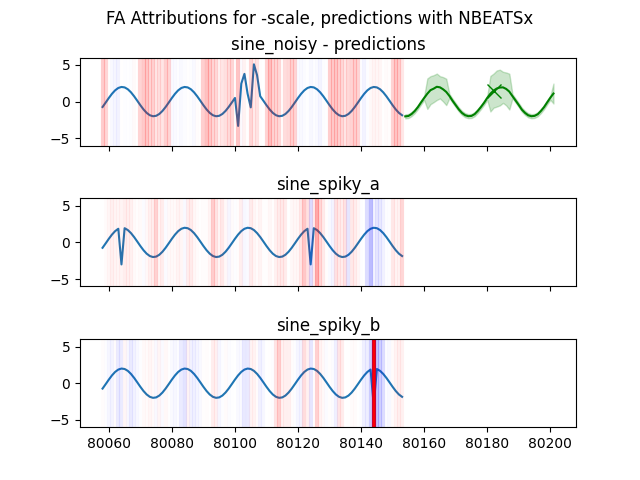 FA Attributions for -scale, predictions with NBEATSx
sine_noisy - predictions
5
0
−5
sine_spiky_a
5
0
−5
sine_spiky_b
5
0
−5
80060 80080 80100 80120 80140 80160 80180 80200